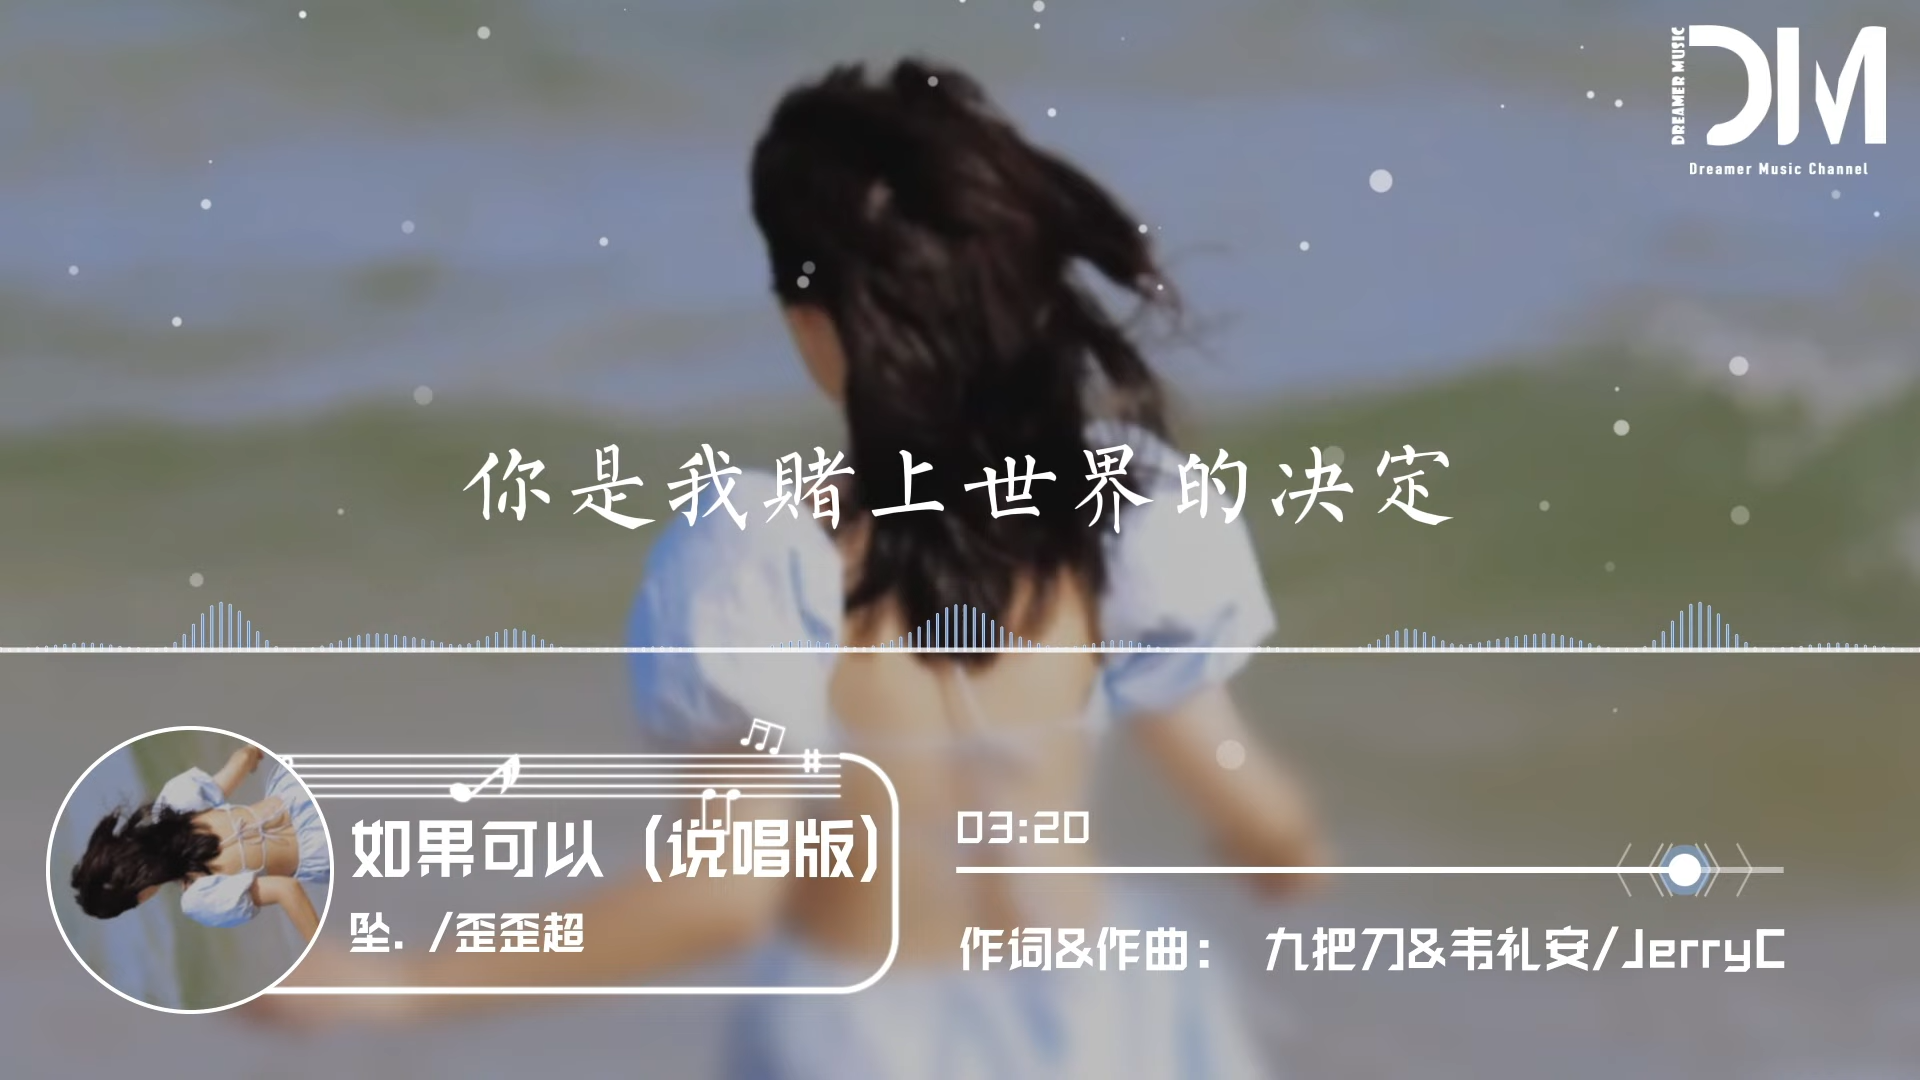 DREAMER MUSIC
DIM
Dreamer Music Channel
你是我賭上世界的决定
如果可以（说唱版）
坠. /歪歪超
03:20
作词&作曲： 九把刀&韦礼安/JerryC